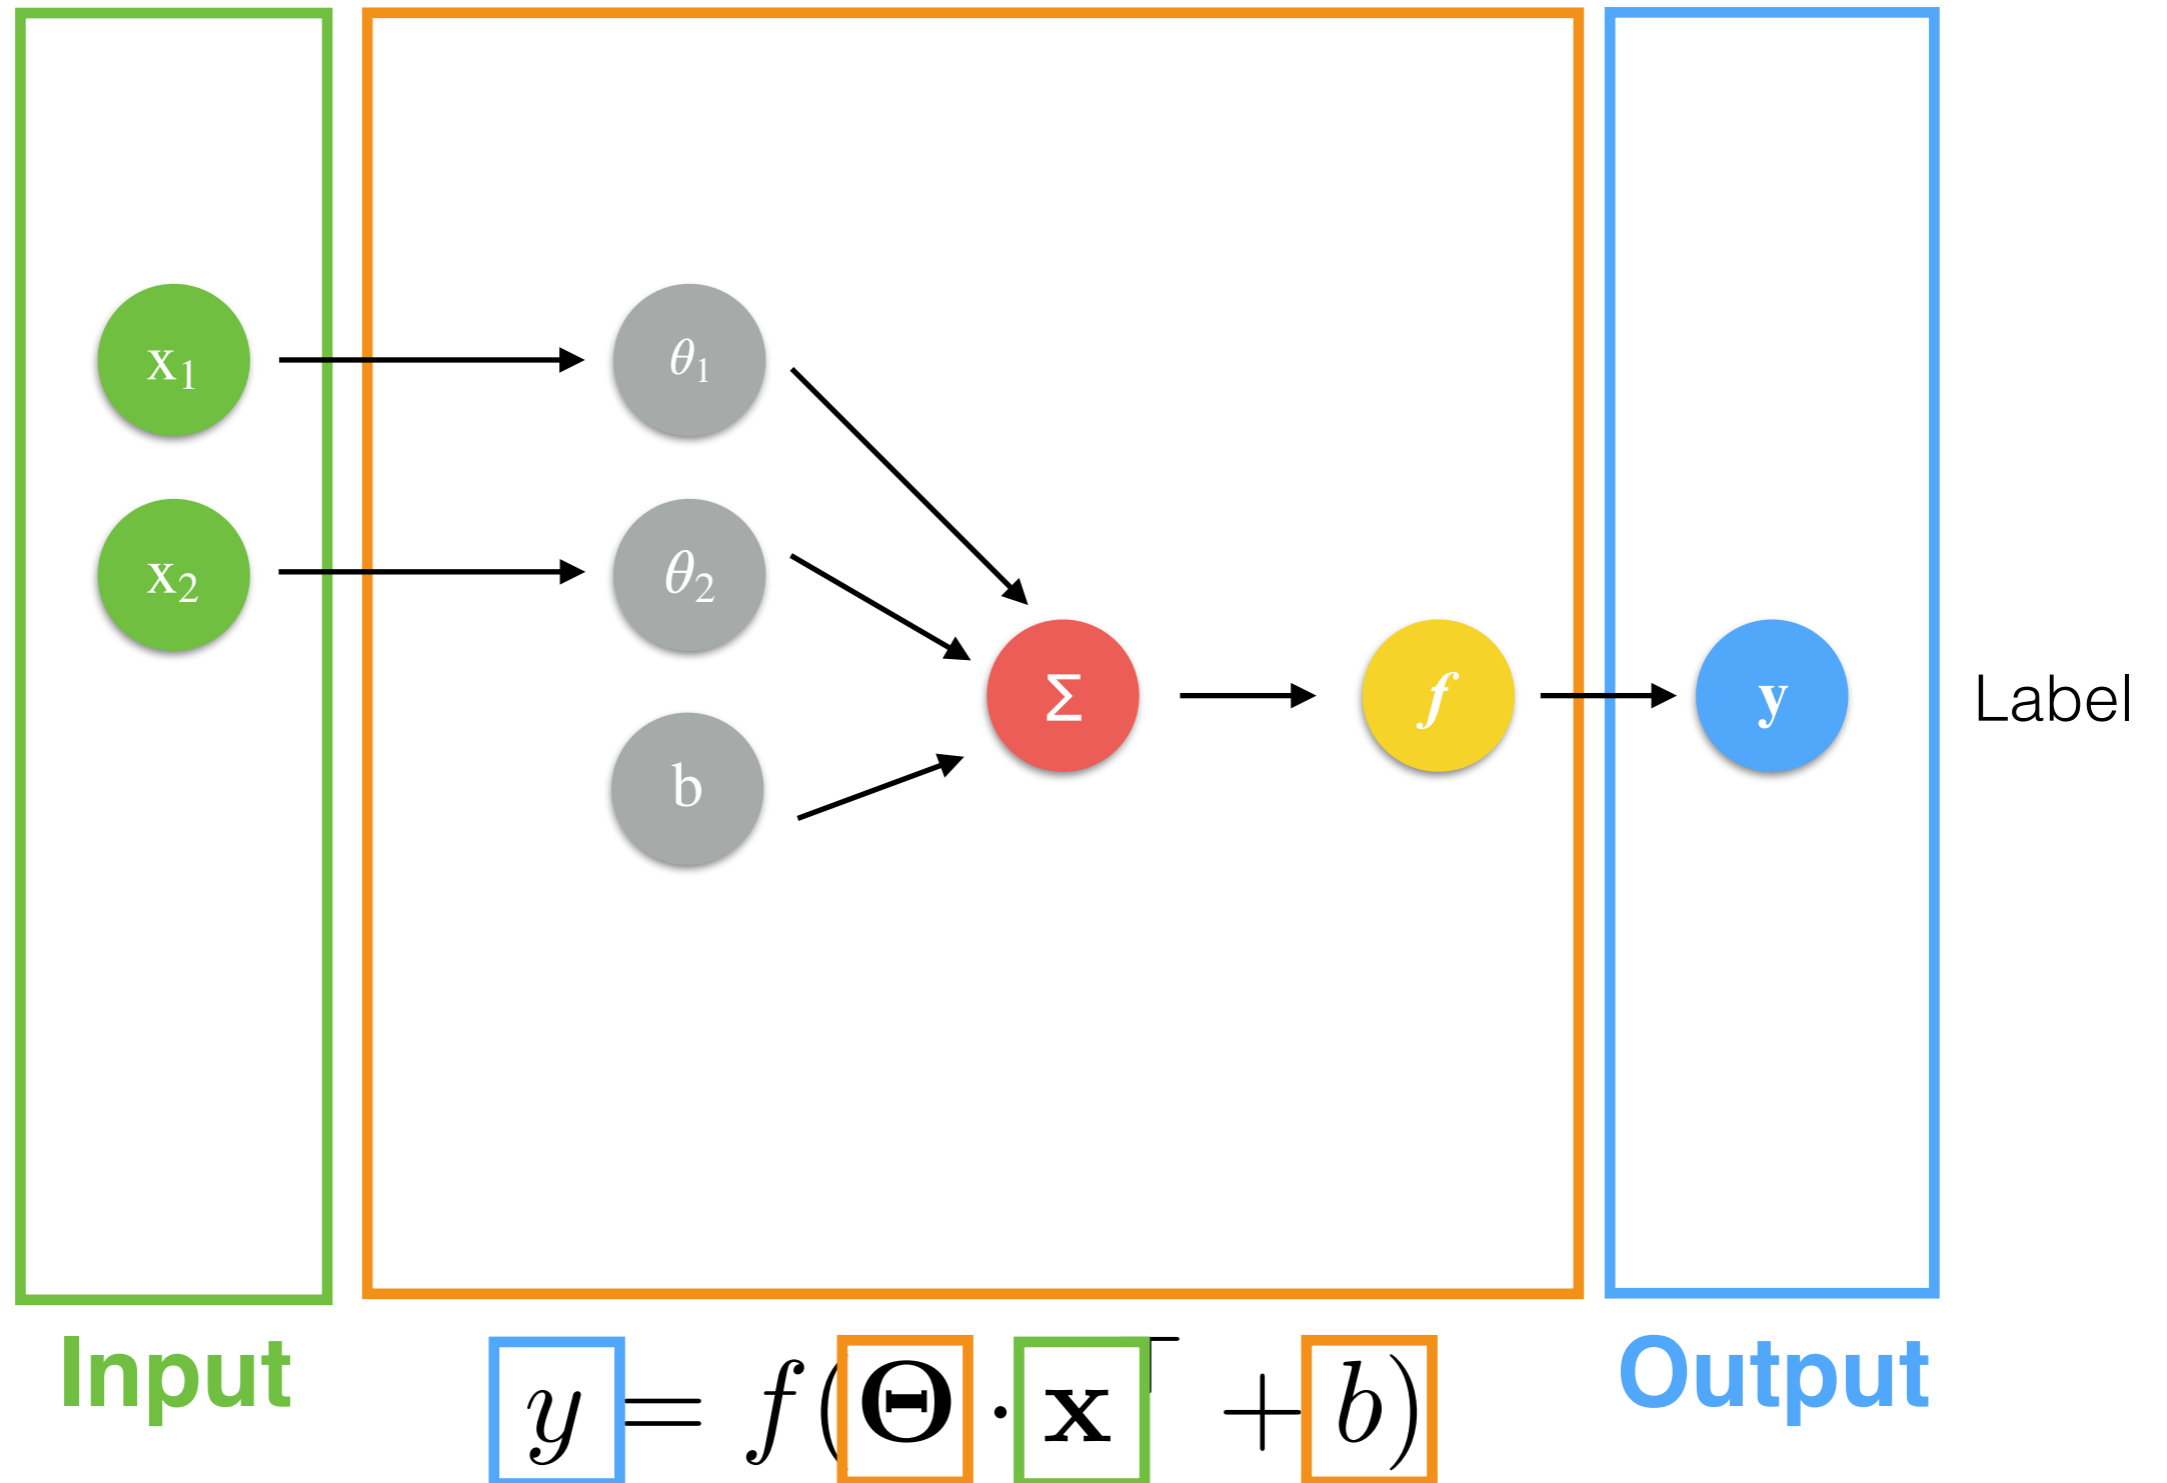 x₁
θ₁
x₂
θ₂
b
Σ
f
y
Label
Input
y = f(Θ · x⊤ + b)
Output